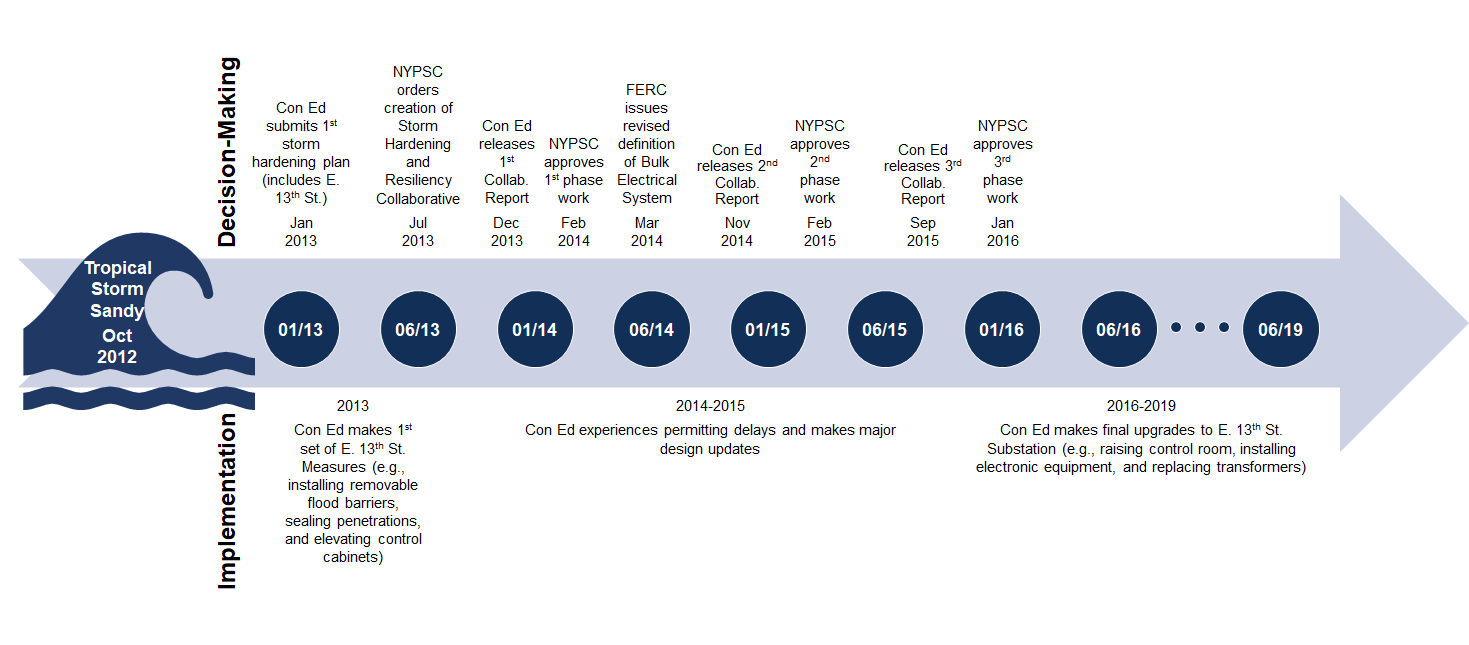 Decision-Making
Con Ed
submits 1st
storm
hardening plan
(includes E.
13th St.)
Jan
2013
NYPSC
orders
creation of
Storm
Hardening
and
Resiliency
Collaborative
Jul
2013
Con Ed
releases
1st
Collab.
Report
Dec
2013
NYPSC
approves
1st phase
work
Feb
2014
FERC
issues
revised
definition
of Bulk
Electrical
System
Mar
2014
Con Ed
releases 2nd
Collab.
Report
Nov
2014
NYPSC
approves
2nd
phase
work
Feb
2015
Con Ed
releases 3rd
Collab.
Report
Sep
2015
NYPSC
approves
3rd
phase
work
Jan
2016
Tropical
Storm
Sandy
Oct
2012
01/13
06/13
01/14
06/14
01/15
06/15
01/16
06/16
06/19
Implementation
2013
Con Ed makes 1st
set of E. 13th St.
Measures (e.g.,
installing removable
flood barriers,
sealing penetrations,
and elevating control
cabinets)
2014-2015
Con Ed experiences permitting delays and makes major
design updates
2016-2019
Con Ed makes final upgrades to E. 13th St.
Substation (e.g., raising control room, installing
electronic equipment, and replacing transformers)